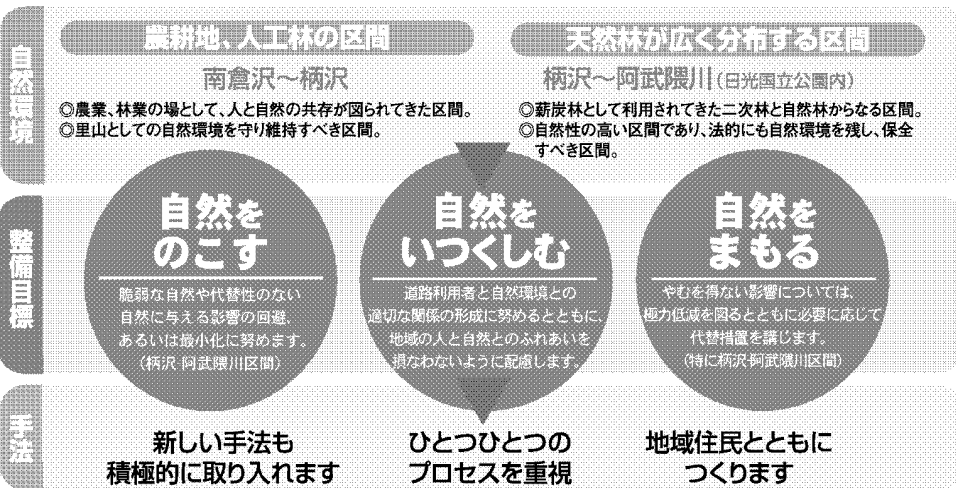 自然環境
農耕地、人工林の区間
南倉沢～柄沢
◎農業、林業の場として、人と自然の共存が図られてきた区間。
◎里山としての自然環境を守り維持すべき区間。
天然林が広く分布する区間
柄沢～阿武隈川(日光国立公園内)
◎薪炭林として利用されてきた二次林と自然林からなる区間。
◎自然性の高い区間であり、法的にも自然環境を残し、保全
すべき区間。
整備目標
自然を
のこす
脆弱な自然や代替性のない
自然に与える影響の回避、
あるいは最小化に努めます。
(柄沢-阿武隈川区間)
自然を
いつくしむ
道路利用者と自然環境との
適切な関係の形成に努めるとともに、
地域の人と自然とのふれあいを
損なわないように配慮します。
自然を
まもる
やむを得ない影響については、
極力低減を図るとともに必要に応じて
代替措置を講じます。
(特に柄沢-阿武隈川区間)
手法
新しい手法も
積極的に取り入れます
ひとつひとつの
プロセスを重視
地域住民とともに
つくります